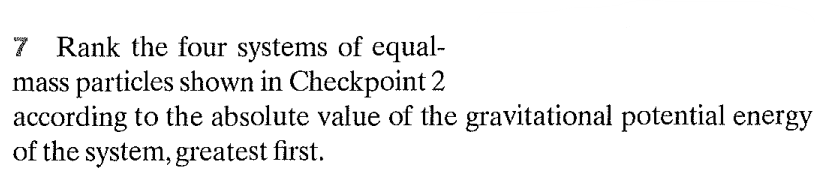 7 Rank the four systems of equal-
mass particles shown in Checkpoint 2
according to the absolute value of the gravitational potential energy
of the system, greatest first.